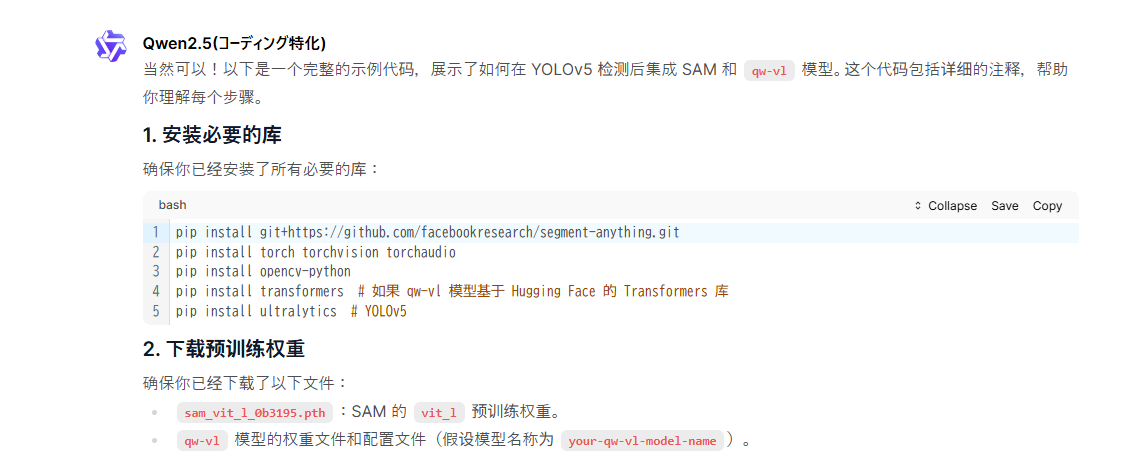 Qwen2.5(コーディング特化)
当然可以！以下是一个完整的示例代码，展示了如何在 YOLOv5 检测后集成 SAM 和 qw-vl 模型。这个代码包括详细的注释，帮助
你理解每个步骤。
1. 安装必要的库
确保你已经安装了所有必要的库：
bash
Collapse Save Copy
1 pip install git+https://github.com/facebookresearch/segment-anything.git
2 pip install torch torchvision torchaudio
3 pip install opencv-python
4 pip install transformers # 如果 qw-vl 模型基于 Hugging Face 的 Transformers 库
5 pip install ultralytics # YOLOv5
2. 下载预训练权重
确保你已经下载了以下文件：
• sam_vit_l_0b3195.pth ：SAM 的 vit_l 预训练权重。
• qw-vl 模型的权重文件和配置文件（假设模型名称为 your-qw-vl-model-name ）。